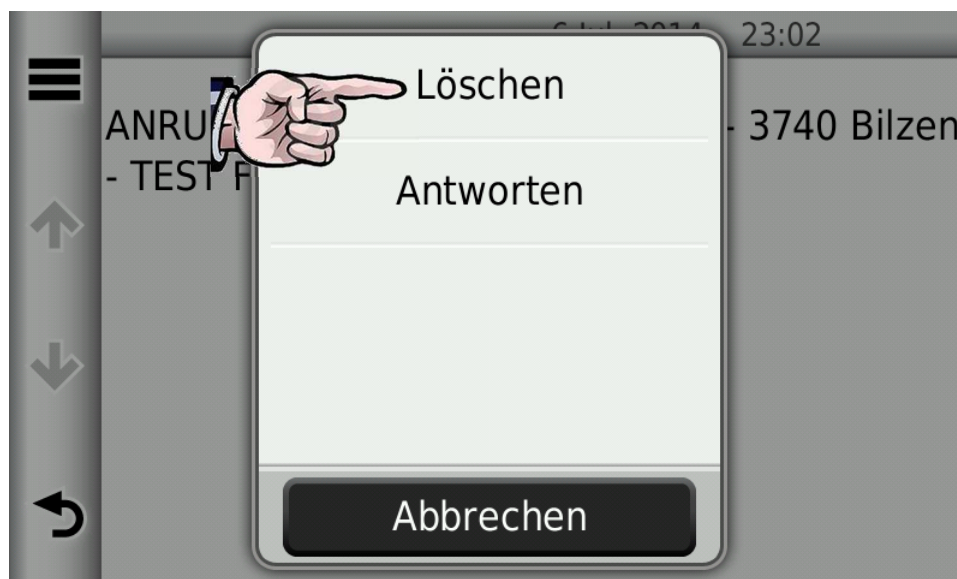 23:02
Löschen
ANRU - 3740 Bilzen
- TEST F
Antworten
Abbrechen